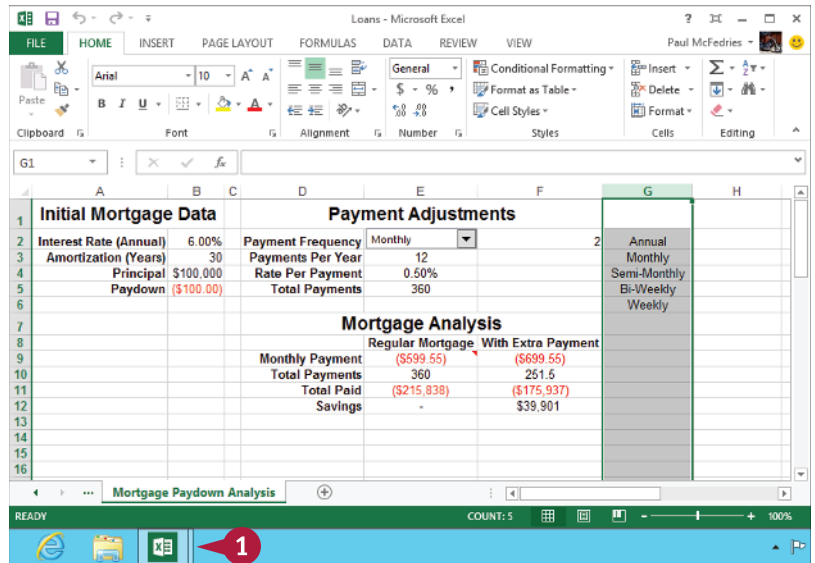 Loans - Microsoft Excel
FILE HOME INSERT PAGE LAYOUT FORMULAS DATA REVIEW VIEW Paul McFedries
Paste
Arial 10
B I U
General
$ % ,
Conditional Formatting
Format as Table
Cell Styles
Insert
Delete
Format
Clipboard Font Alignment Number Styles Cells Editing
G1 fx
A B C D E F G H
1 Initial Mortgage Data Payment Adjustments
2 Interest Rate (Annual) 6.00% Payment Frequency Monthly 2 Annual
3 Amortization (Years) 30 Payments Per Year 12 Monthly
4 Principal $100,000 Rate Per Payment 0.50% Semi-Monthly
5 Paydown ($100.00) Total Payments 360 Bi-Weekly
6 Weekly
7 Mortgage Analysis
8 Regular Mortgage With Extra Payment
9 Monthly Payment ($599.55) ($699.55)
10 Total Payments 360 251.5
11 Total Paid ($215,838) ($175,937)
12 Savings - $39,901
13
14
15
16
... Mortgage Paydown Analysis
READY COUNT: 5 100%
1